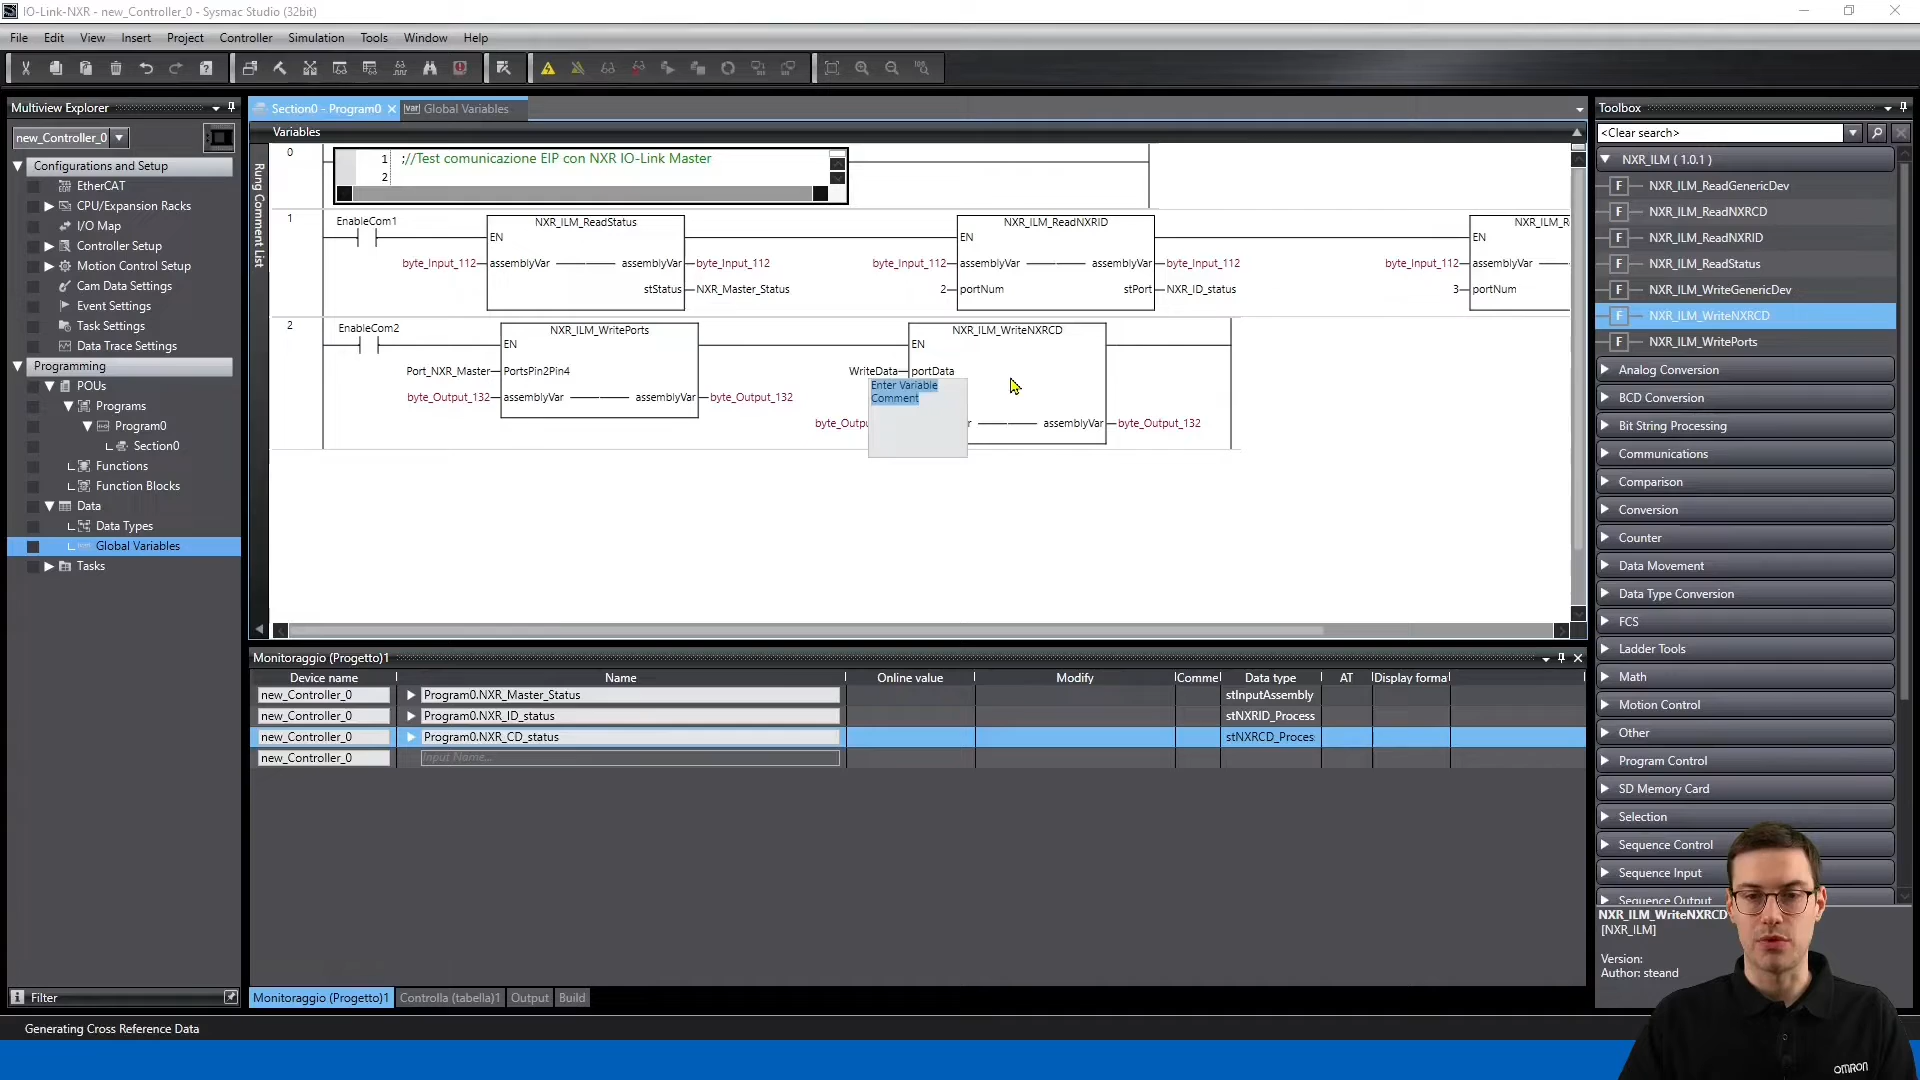 IO-Link-NXR - new_Controller_0 - Sysmac Studio (32bit)
File Edit View Insert Project Controller Simulation Tools Window Help
Multiview Explorer
new_Controller_0
Configurations and Setup
EtherCAT
CPU/Expansion Racks
I/O Map
Controller Setup
Motion Control Setup
Cam Data Settings
Event Settings
Task Settings
Data Trace Settings
Programming
POUs
Programs
Program0
Section0
Functions
Function Blocks
Data
Data Types
Global Variables
Tasks
Filter
Section0 - Program0 Global Variables
Variables
Rung Comment List
0
1 ;//Test comunicazione EIP con NXR IO-Link Master
2
1
EnableCom1 NXR_ILM_ReadStatus NXR_ILM_ReadNXRID NXR_ILM_R
EN EN EN
byte_Input_112 assemblyVar assemblyVar byte_Input_112 byte_Input_112 assemblyVar assemblyVar byte_Input_112 byte_Input_112 assemblyVar
stStatus NXR_Master_Status 2 portNum stPort NXR_ID_status 3 portNum
2
EnableCom2 NXR_ILM_WritePorts NXR_ILM_WriteNXRCD
EN EN
Port_NXR_Master PortsPin2Pin4 WriteData portData
Enter Variable
Comment
byte_Output_132 assemblyVar assemblyVar byte_Output_132
byte_Outpu r assemblyVar byte_Output_132
Monitoraggio (Progetto)1
Device name Name Online value Modify Comme Data type AT Display forma
new_Controller_0 Program0.NXR_Master_Status stInputAssembly
new_Controller_0 Program0.NXR_ID_status stNXRID_Process
new_Controller_0 Program0.NXR_CD_status stNXRCD_Proces
new_Controller_0 Input Name...
Monitoraggio (Progetto)1 Controlla (tabella)1 Output Build
Toolbox
<Clear search>
NXR_ILM ( 1.0.1 )
F NXR_ILM_ReadGenericDev
F NXR_ILM_ReadNXRCD
F NXR_ILM_ReadNXRID
F NXR_ILM_ReadStatus
F NXR_ILM_WriteGenericDev
F NXR_ILM_WriteNXRCD
F NXR_ILM_WritePorts
Analog Conversion
BCD Conversion
Bit String Processing
Communications
Comparison
Conversion
Counter
Data Movement
Data Type Conversion
FCS
Ladder Tools
Math
Motion Control
Other
Program Control
SD Memory Card
Selection
Sequence Control
Sequence Input
Sequence Output
NXR_ILM_WriteNXRCD
[NXR_ILM]
Version:
Author: steand
Generating Cross Reference Data
OMRON